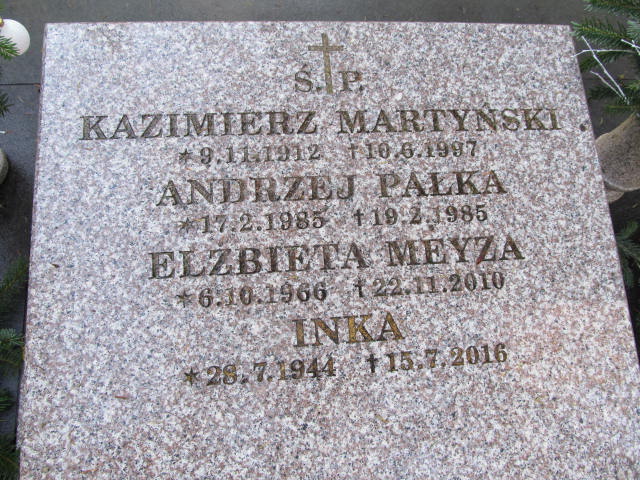 Ś. † P.
KAZIMIERZ MARTYŃSKI
*9.11.1912 †10.6.1997
ANDRZEJ PAŁKA
*17.2.1985 †19.2.1985
ELŻBIETA MEYZA
*6.10.1966 †22.11.2010
INKA
*28.7.1944 †15.7.2016